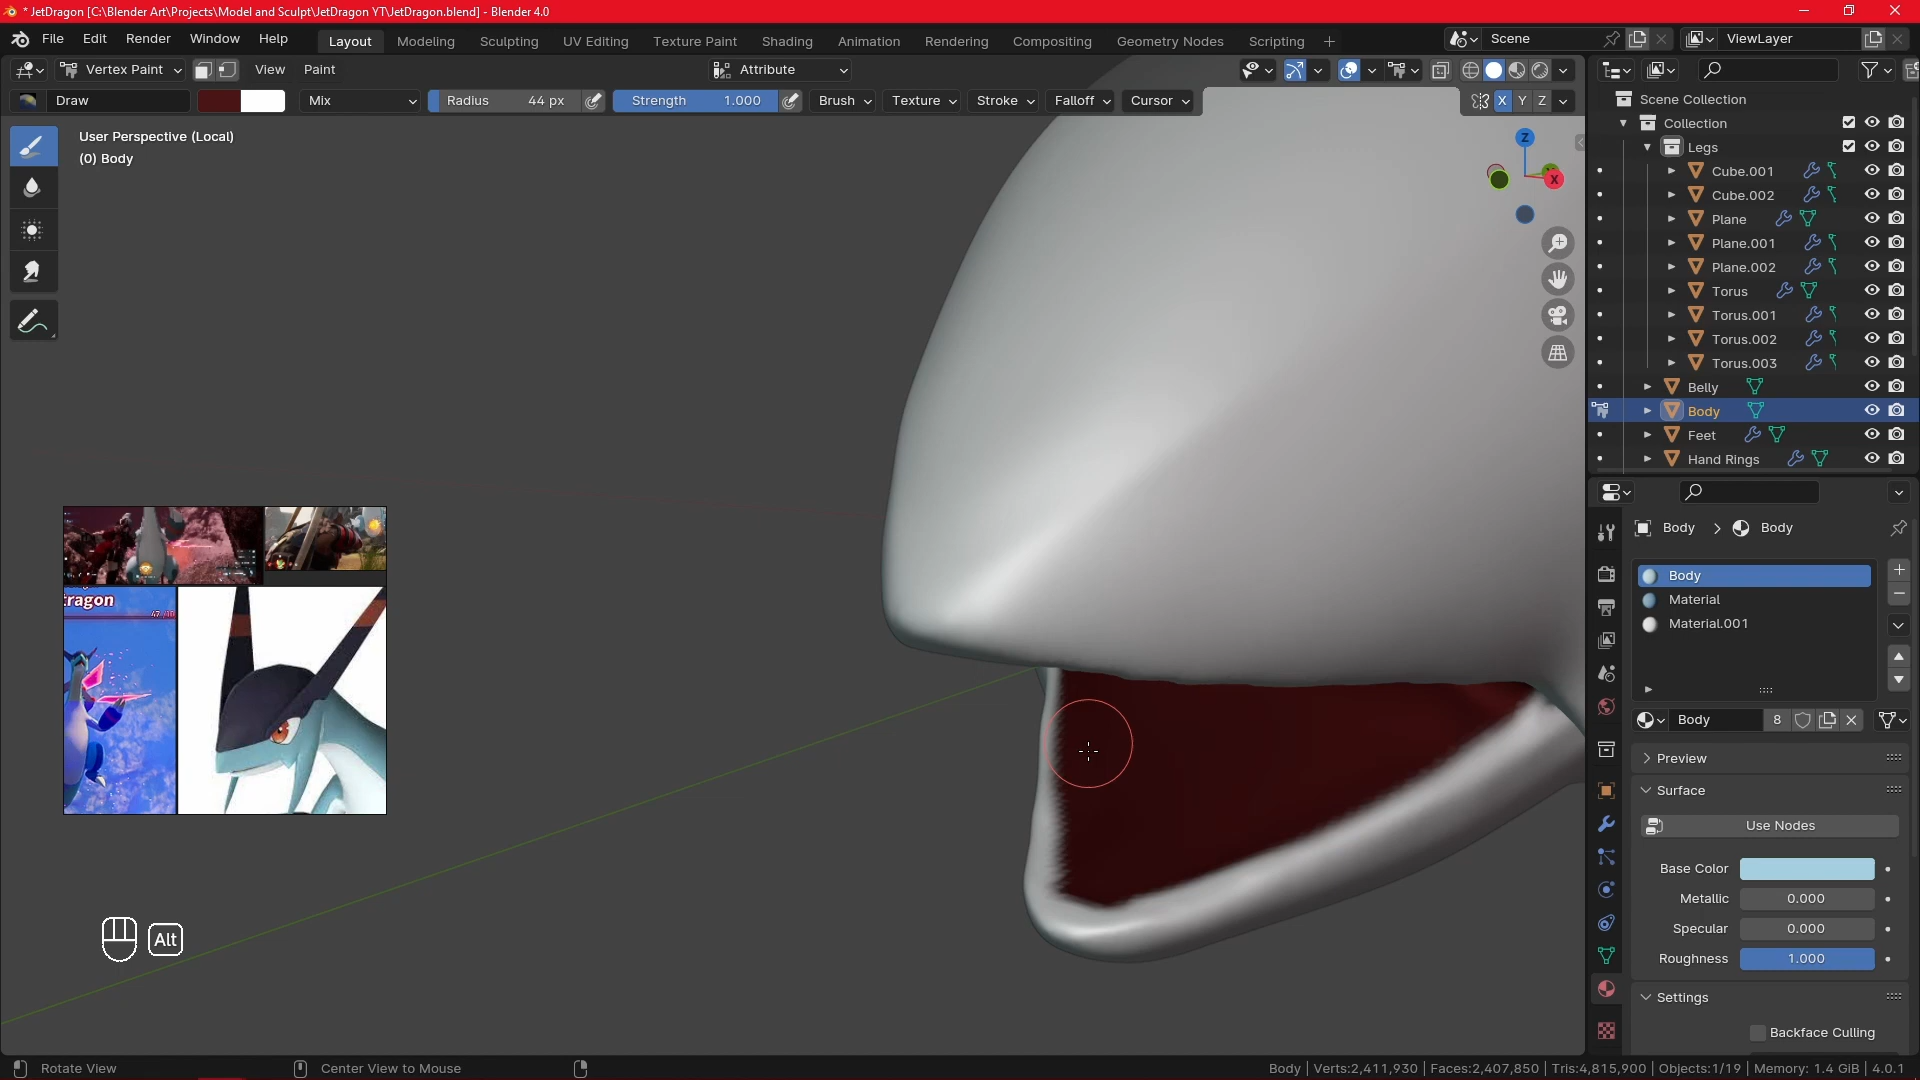 * JetDragon [C:\Blender Art\Projects\Model and Sculpt\JetDragon YT\JetDragon.blend] - Blender 4.0
File Edit Render Window Help Layout Modeling Sculpting UV Editing Texture Paint Shading Animation Rendering Compositing Geometry Nodes Scripting + Scene ViewLayer
Vertex Paint View Paint Attribute
Draw Mix Radius 44 px Strength 1.000 Brush Texture Stroke Falloff Cursor X Y Z
User Perspective (Local)
(0) Body
Z
X
Scene Collection
Collection
Legs
Cube.001
Cube.002
Plane
Plane.001
Plane.002
Torus
Torus.001
Torus.002
Torus.003
Belly
Body
Feet
Hand Rings
Body > Body
Body
Material
Material.001
Body 8
Preview
Surface
Use Nodes
Base Color
Metallic 0.000
Specular 0.000
Roughness 1.000
Settings
Backface Culling
tragon
Alt
Rotate View Center View to Mouse Body | Verts:2,411,930 | Faces:2,407,850 | Tris:4,815,900 | Objects:1/19 | Memory: 1.4 GiB | 4.0.1